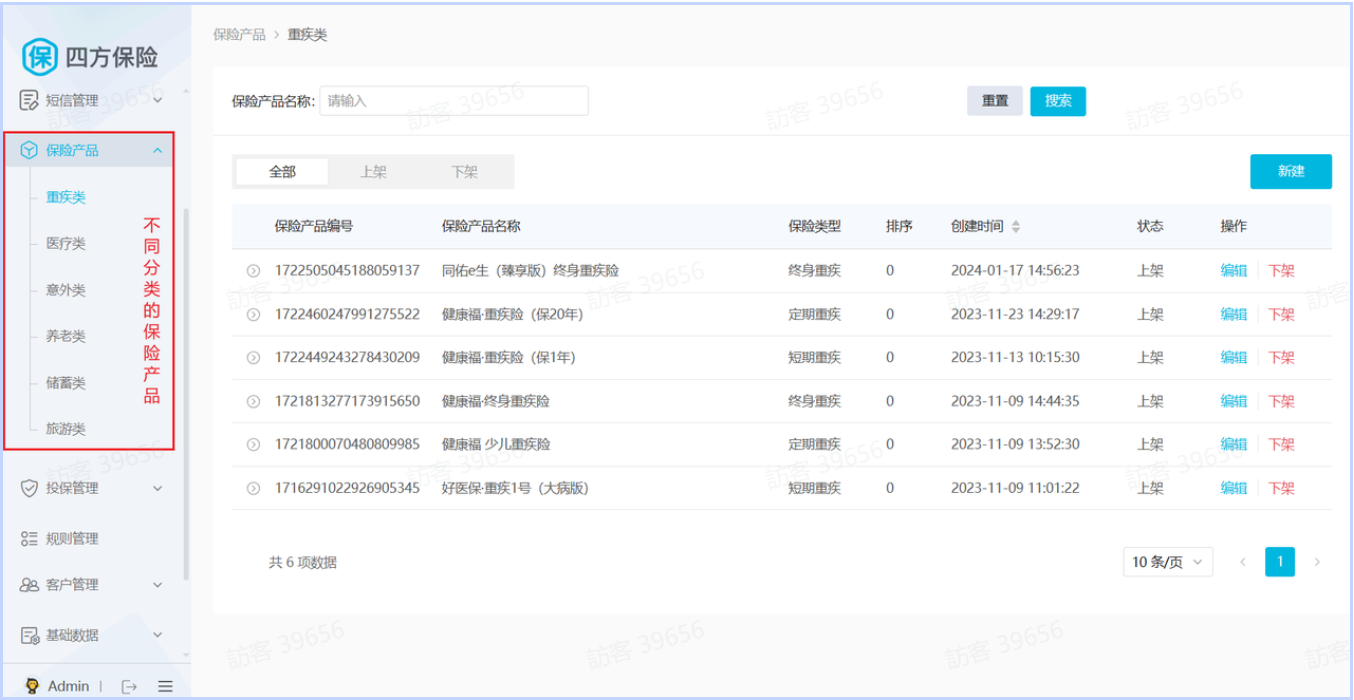 四方保险
短信管理
保险产品
重疾类
医疗类
意外类
养老类
储蓄类
旅游类
不同分类的保险产品
投保管理
规则管理
客户管理
基础数据
Admin
保险产品 > 重疾类
保险产品名称: 请输入 重置 搜索
全部 上架 下架 新建
保险产品编号 保险产品名称 保险类型 排序 创建时间 状态 操作
1722505045188059137 同佑e生（臻享版）终身重疾险 终身重疾 0 2024-01-17 14:56:23 上架 编辑 下架
1722460247991275522 健康福·重疾险（保20年） 定期重疾 0 2023-11-23 14:29:17 上架 编辑 下架
1722449243278430209 健康福·重疾险（保1年） 短期重疾 0 2023-11-13 10:15:30 上架 编辑 下架
1721813277173915650 健康福·终身重疾险 终身重疾 0 2023-11-09 14:44:35 上架 编辑 下架
1721800070480809985 健康福 少儿重疾险 定期重疾 0 2023-11-09 13:52:30 上架 编辑 下架
1716291022926905345 好医保·重疾1号（大病版） 短期重疾 0 2023-11-09 11:01:22 上架 编辑 下架
共 6 项数据 10 条/页 1
訪客 39656